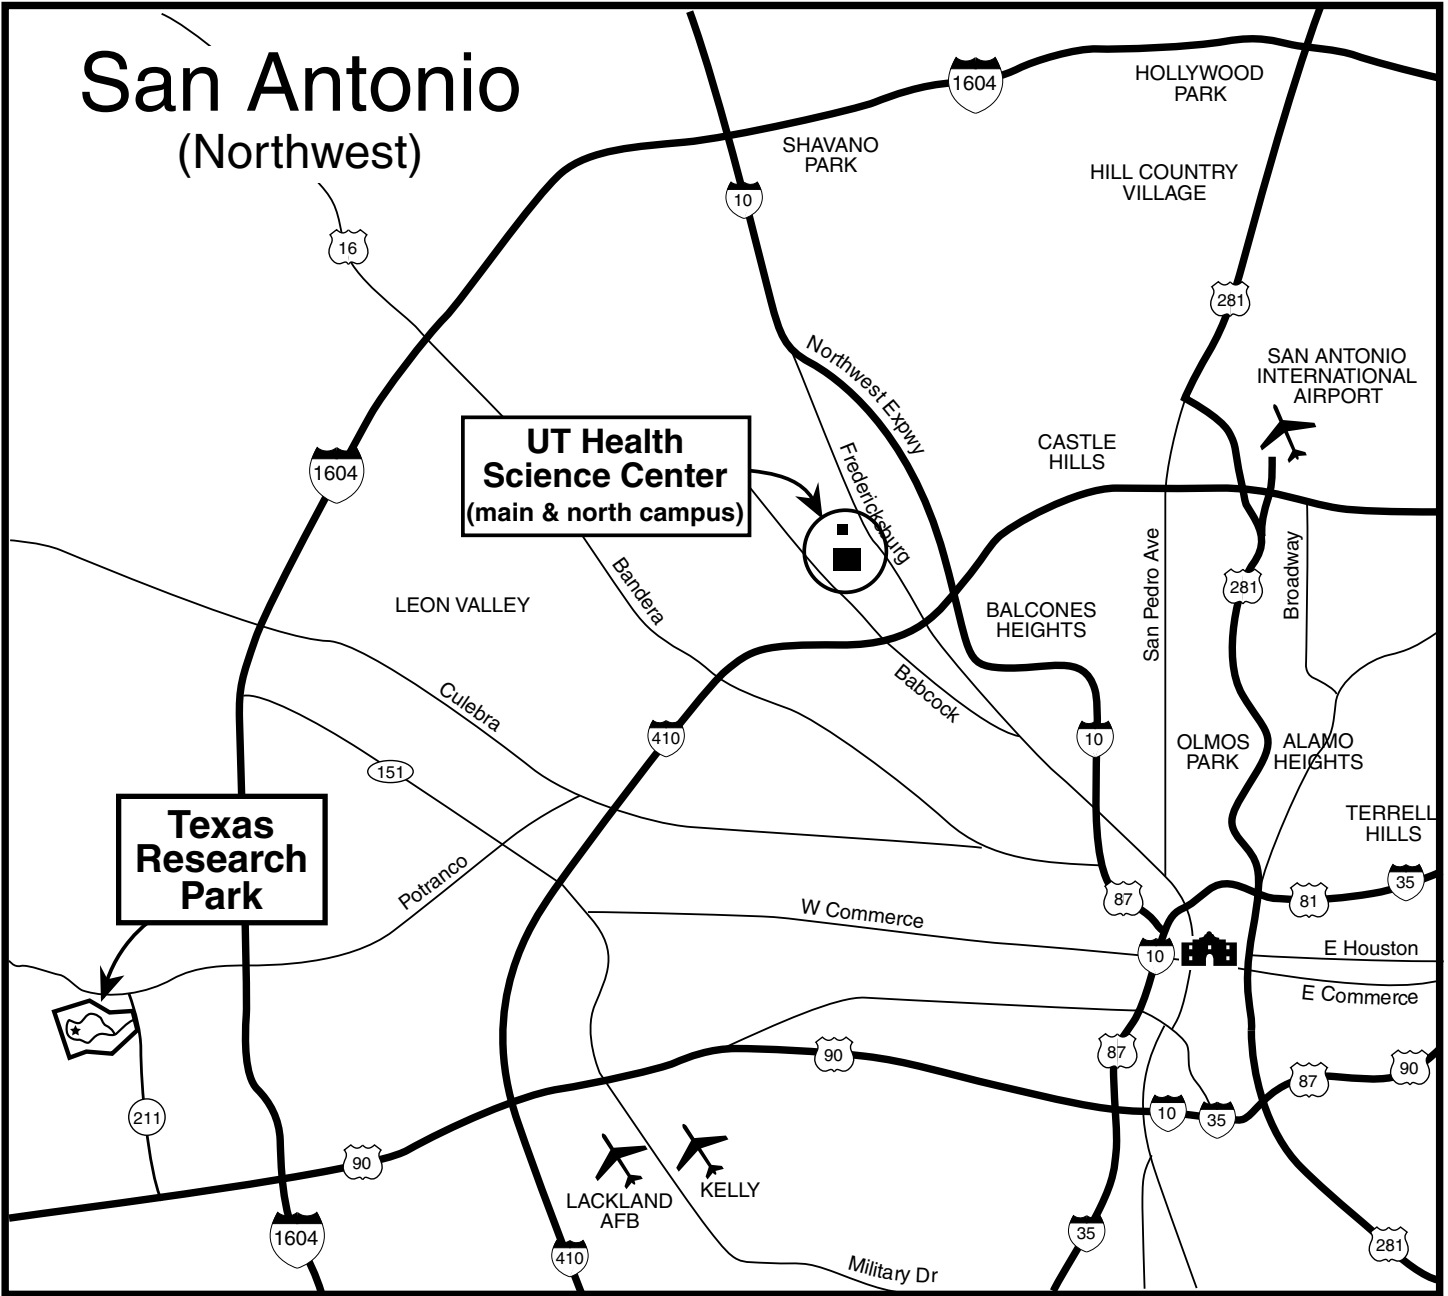 San Antonio
(Northwest)
1604
HOLLYWOOD
PARK
SHAVANO
PARK
HILL COUNTRY
VILLAGE
10
16
281
Northwest Expwy
SAN ANTONIO
INTERNATIONAL
AIRPORT
UT Health
Science Center
(main & north campus)
CASTLE
HILLS
1604
Fredericksburg
Bandera
LEON VALLEY
San Pedro Ave
281
Broadway
BALCONES
HEIGHTS
Babcock
Culebra
410
10
OLMOS
PARK
ALAMO
HEIGHTS
151
Texas
Research
Park
TERRELL
HILLS
Potranco
35
87
81
W Commerce
10
E Houston
E Commerce
90
87
87
90
211
10
35
90
LACKLAND
AFB
KELLY
1604
410
35
281
Military Dr